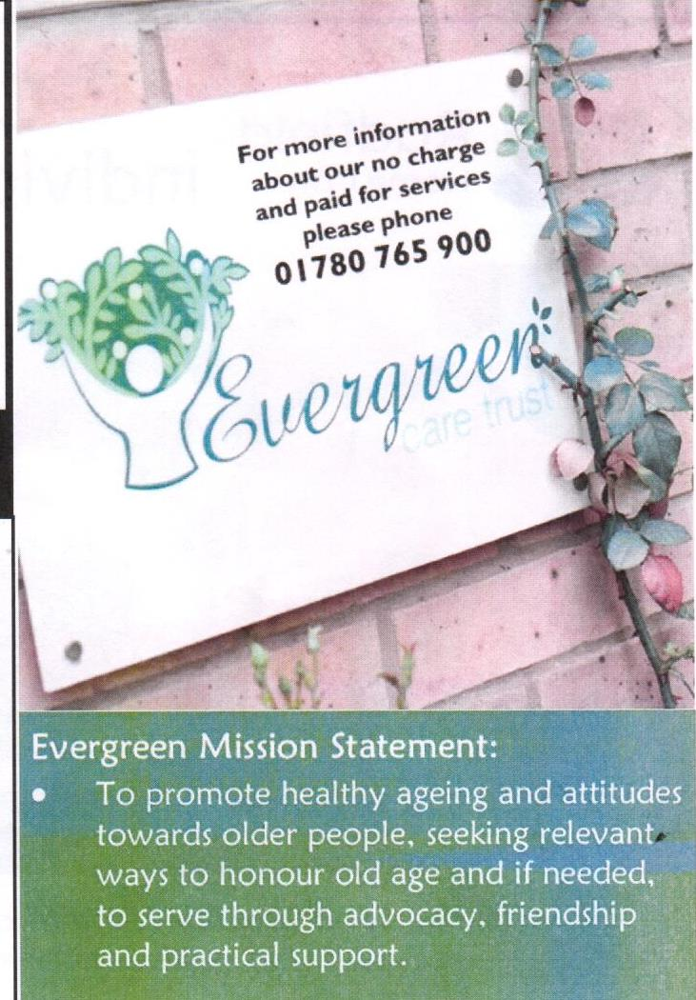 For more information
about our no charge
and paid for services
please phone
01780 765 900
Evergreen
care trust
Evergreen Mission Statement:
• To promote healthy ageing and attitudes
towards older people, seeking relevant
ways to honour old age and if needed,
to serve through advocacy, friendship
and practical support.